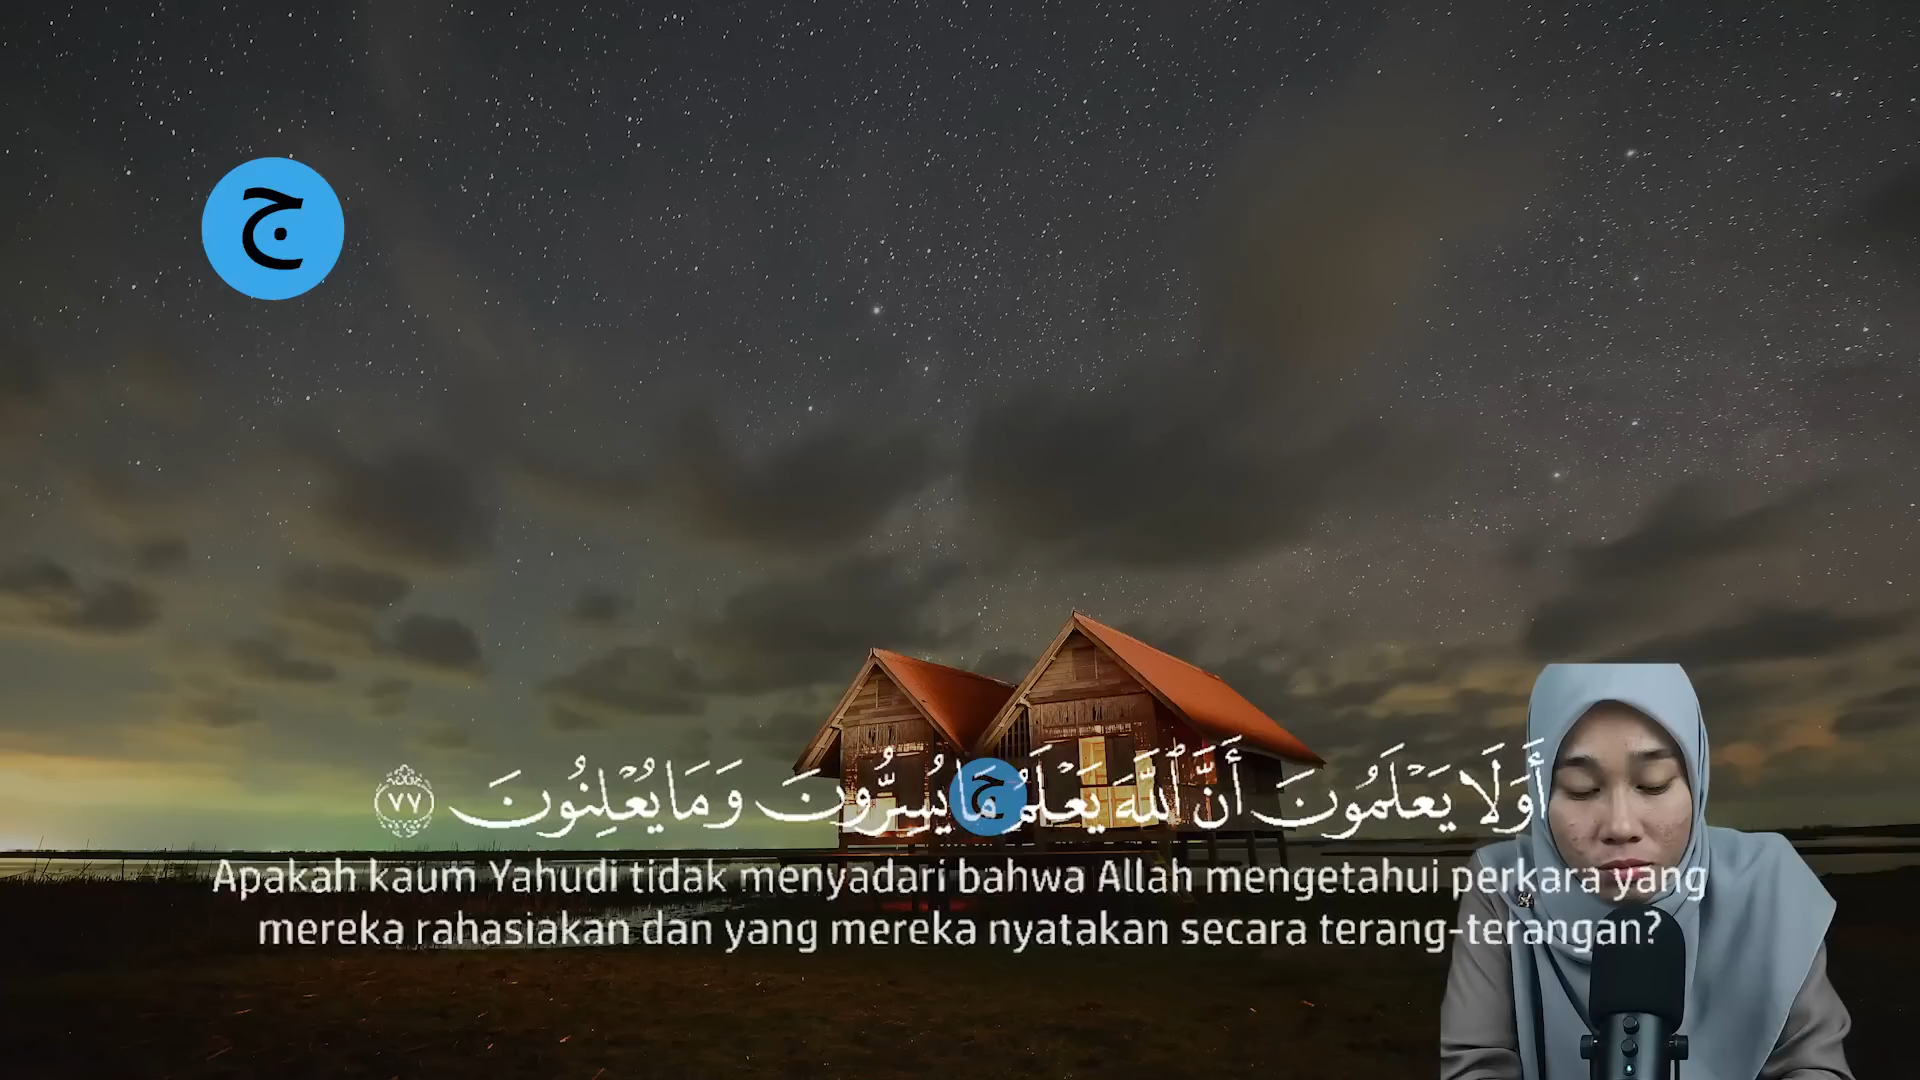 ج
أَوَلَا يَعْلَمُونَ أَنَّ ٱللَّهَ يَعْلَمُ مَا يُسِرُّونَ وَمَا يُعْلِنُونَ ٧٧
ج
Apakah kaum Yahudi tidak menyadari bahwa Allah mengetahui perkara yang
mereka rahasiakan dan yang mereka nyatakan secara terang-terangan?